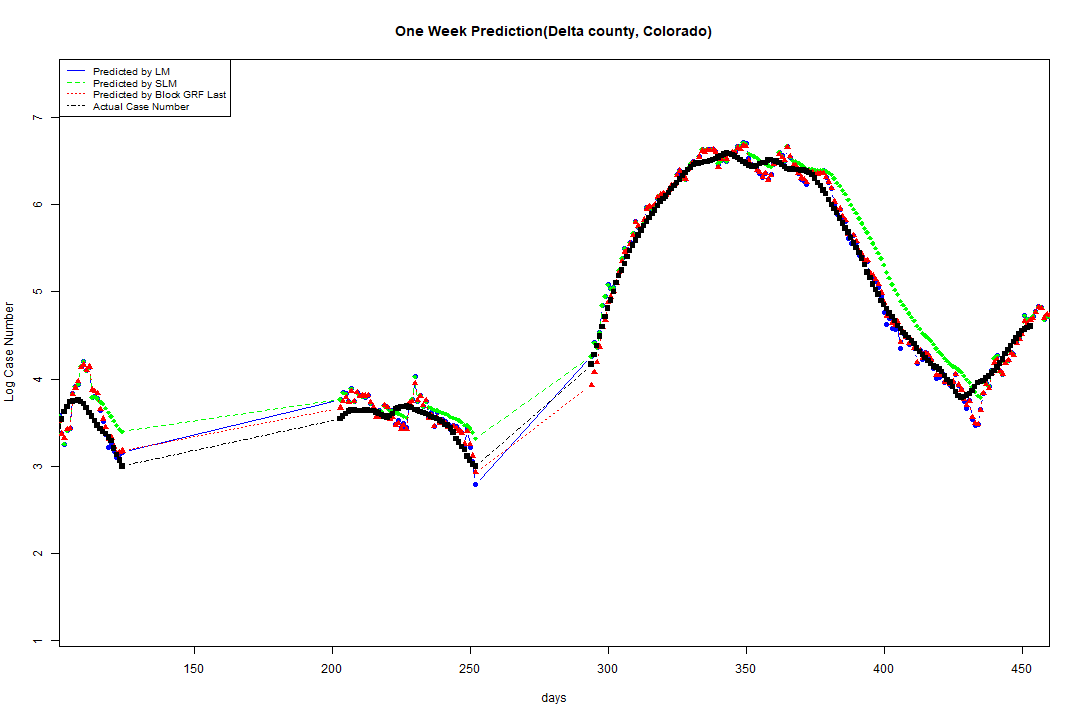 One Week Prediction(Delta county, Colorado)
Predicted by LM
Predicted by SLM
Predicted by Block GRF Last
Actual Case Number
Log Case Number
7
6
5
4
3
2
1
150 200 250 300 350 400 450
days